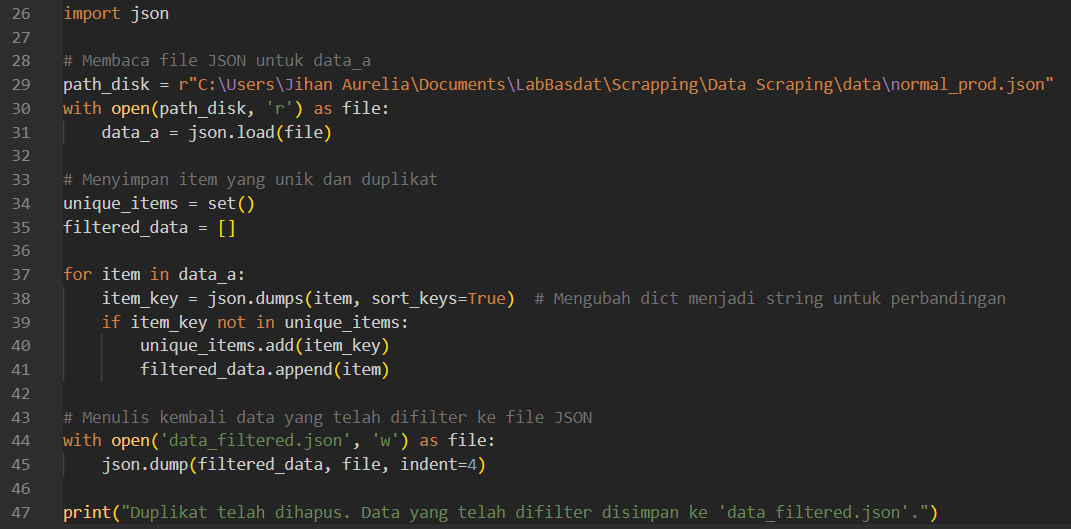 26 import json
27
28 # Membaca file JSON untuk data_a
29 path_disk = r"C:\Users\Jihan Aurelia\Documents\LabBasdat\Scrapping\Data Scraping\data\normal_prod.json"
30 with open(path_disk, 'r') as file:
31     data_a = json.load(file)
32
33 # Menyimpan item yang unik dan duplikat
34 unique_items = set()
35 filtered_data = []
36
37 for item in data_a:
38     item_key = json.dumps(item, sort_keys=True)  # Mengubah dict menjadi string untuk perbandingan
39     if item_key not in unique_items:
40         unique_items.add(item_key)
41         filtered_data.append(item)
42
43 # Menulis kembali data yang telah difilter ke file JSON
44 with open('data_filtered.json', 'w') as file:
45     json.dump(filtered_data, file, indent=4)
46
47 print("Duplikat telah dihapus. Data yang telah difilter disimpan ke 'data_filtered.json'.")